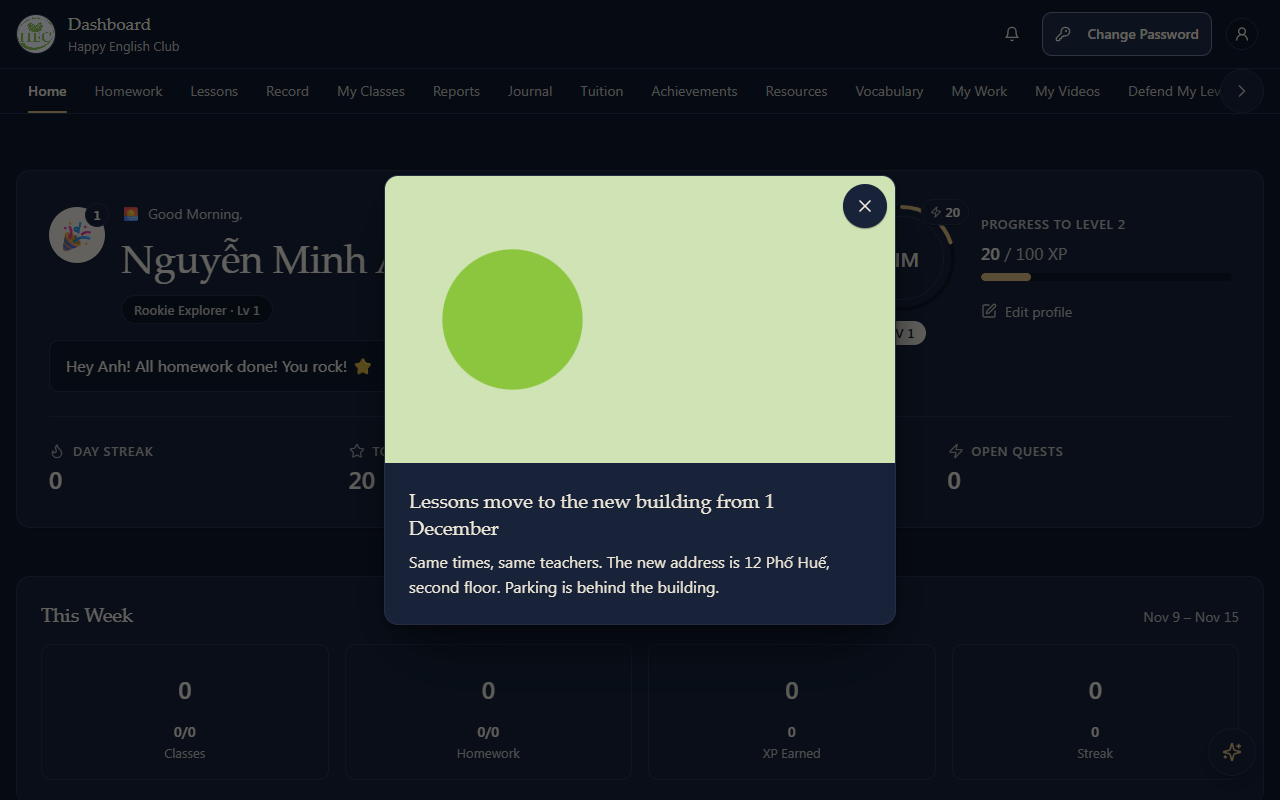 HEC
Dashboard
Happy English Club
Change Password
Home
Homework
Lessons
Record
My Classes
Reports
Journal
Tuition
Achievements
Resources
Vocabulary
My Work
My Videos
Defend My Lev
1
Good Morning,
Nguyễn Minh
Rookie Explorer · Lv 1
Hey Anh! All homework done! You rock!
20
PROGRESS TO LEVEL 2
20 / 100 XP
Edit profile
DAY STREAK
0
20
OPEN QUESTS
0
Lessons move to the new building from 1
December
Same times, same teachers. The new address is 12 Phố Huế,
second floor. Parking is behind the building.
This Week
Nov 9 – Nov 15
0
0/0
Classes
0
0/0
Homework
0
0
XP Earned
0
0
Streak